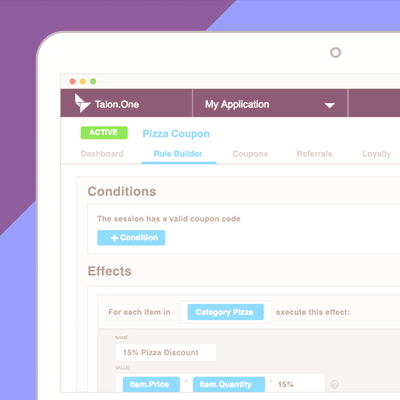 Talon.One My Application
ACTIVE Pizza Coupon
Dashboard Rule Builder Coupons Referrals Loyalty
Conditions
The session has a valid coupon code
+ Condition
Effects
For each item in Category Pizza execute this effect:
NAME
15% Pizza Discount
VALUE
Item.Price * Item.Quantity * 15% ?